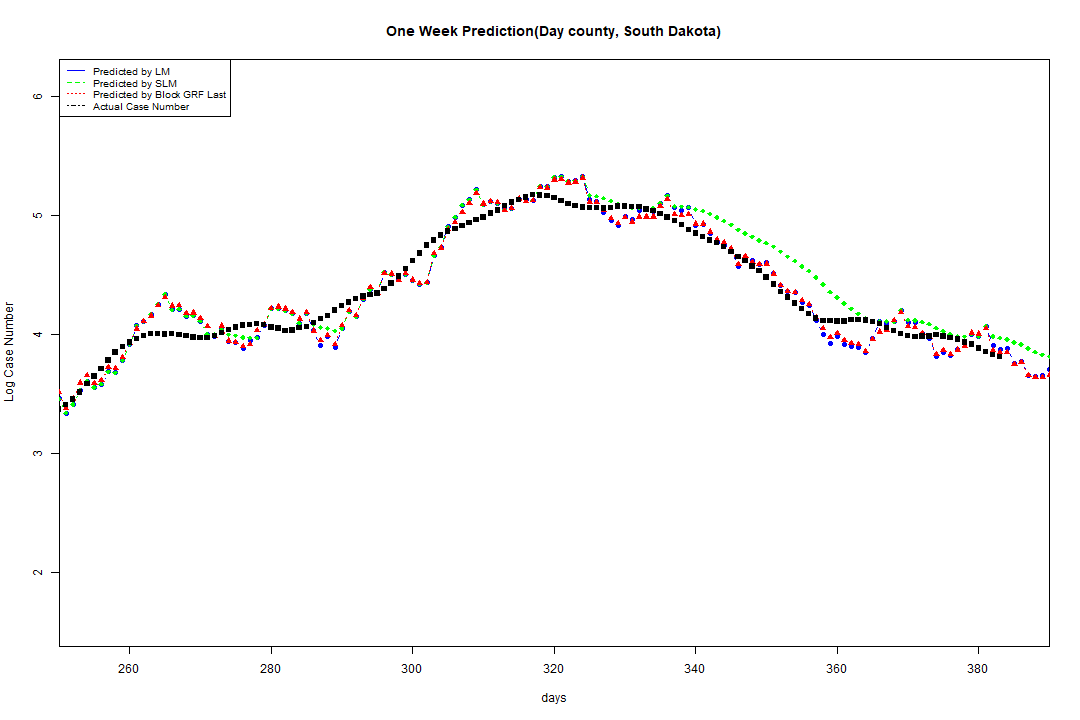 One Week Prediction(Day county, South Dakota)
Predicted by LM
Predicted by SLM
Predicted by Block GRF Last
Actual Case Number
Log Case Number
6
5
4
3
2
260 280 300 320 340 360 380
days